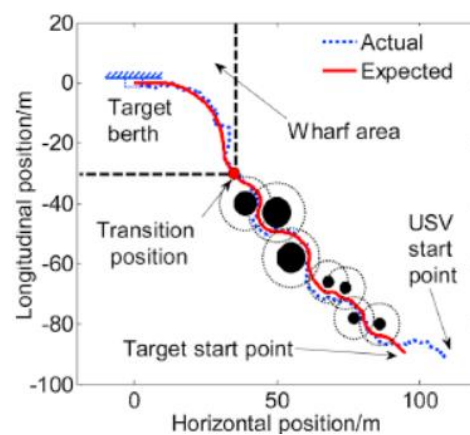 20
0
-20
-40
-60
-80
-100
Longitudinal position/m
Actual
Expected
Target
berth
Wharf area
Transition
position
USV
start
point
Target start point
0
50
100
Horizontal position/m